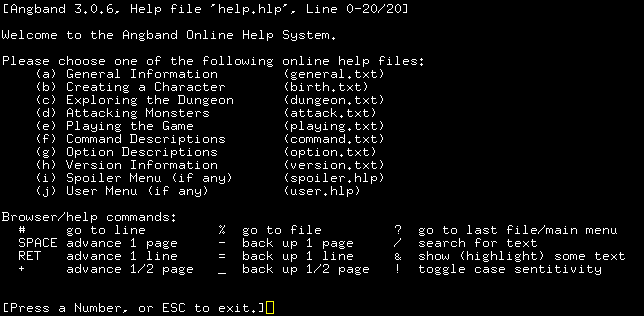 [Angband 3.0.6, Help file 'help.hlp', Line 0-20/20]
Welcome to the Angband Online Help System.
Please choose one of the following online help files:
(a) General Information (general.txt)
(b) Creating a Character (birth.txt)
(c) Exploring the Dungeon (dungeon.txt)
(d) Attacking Monsters (attack.txt)
(e) Playing the Game (playing.txt)
(f) Command Descriptions (command.txt)
(g) Option Descriptions (option.txt)
(h) Version Information (version.txt)
(i) Spoiler Menu (if any) (spoiler.hlp)
(j) User Menu (if any) (user.hlp)
Browser/help commands:
# go to line % go to file ? go to last file/main menu
SPACE advance 1 page - back up 1 page / search for text
RET advance 1 line = back up 1 line & show (highlight) some text
+ advance 1/2 page _ back up 1/2 page ! toggle case sentitivity
[Press a Number, or ESC to exit.]